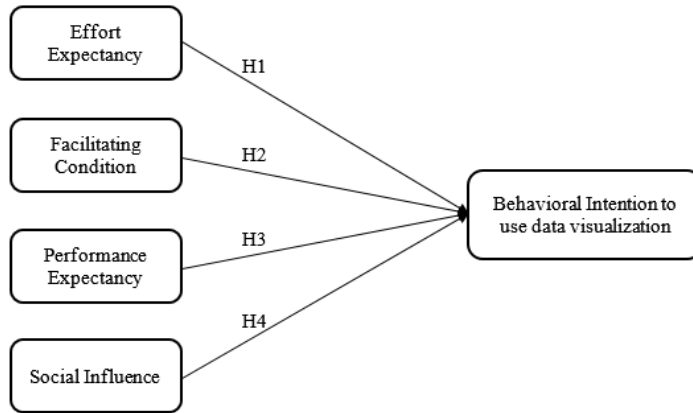 Effort
Expectancy
H1
Facilitating
Condition
H2
Performance
Expectancy
H3
Social Influence
H4
Behavioral Intention to
use data visualization